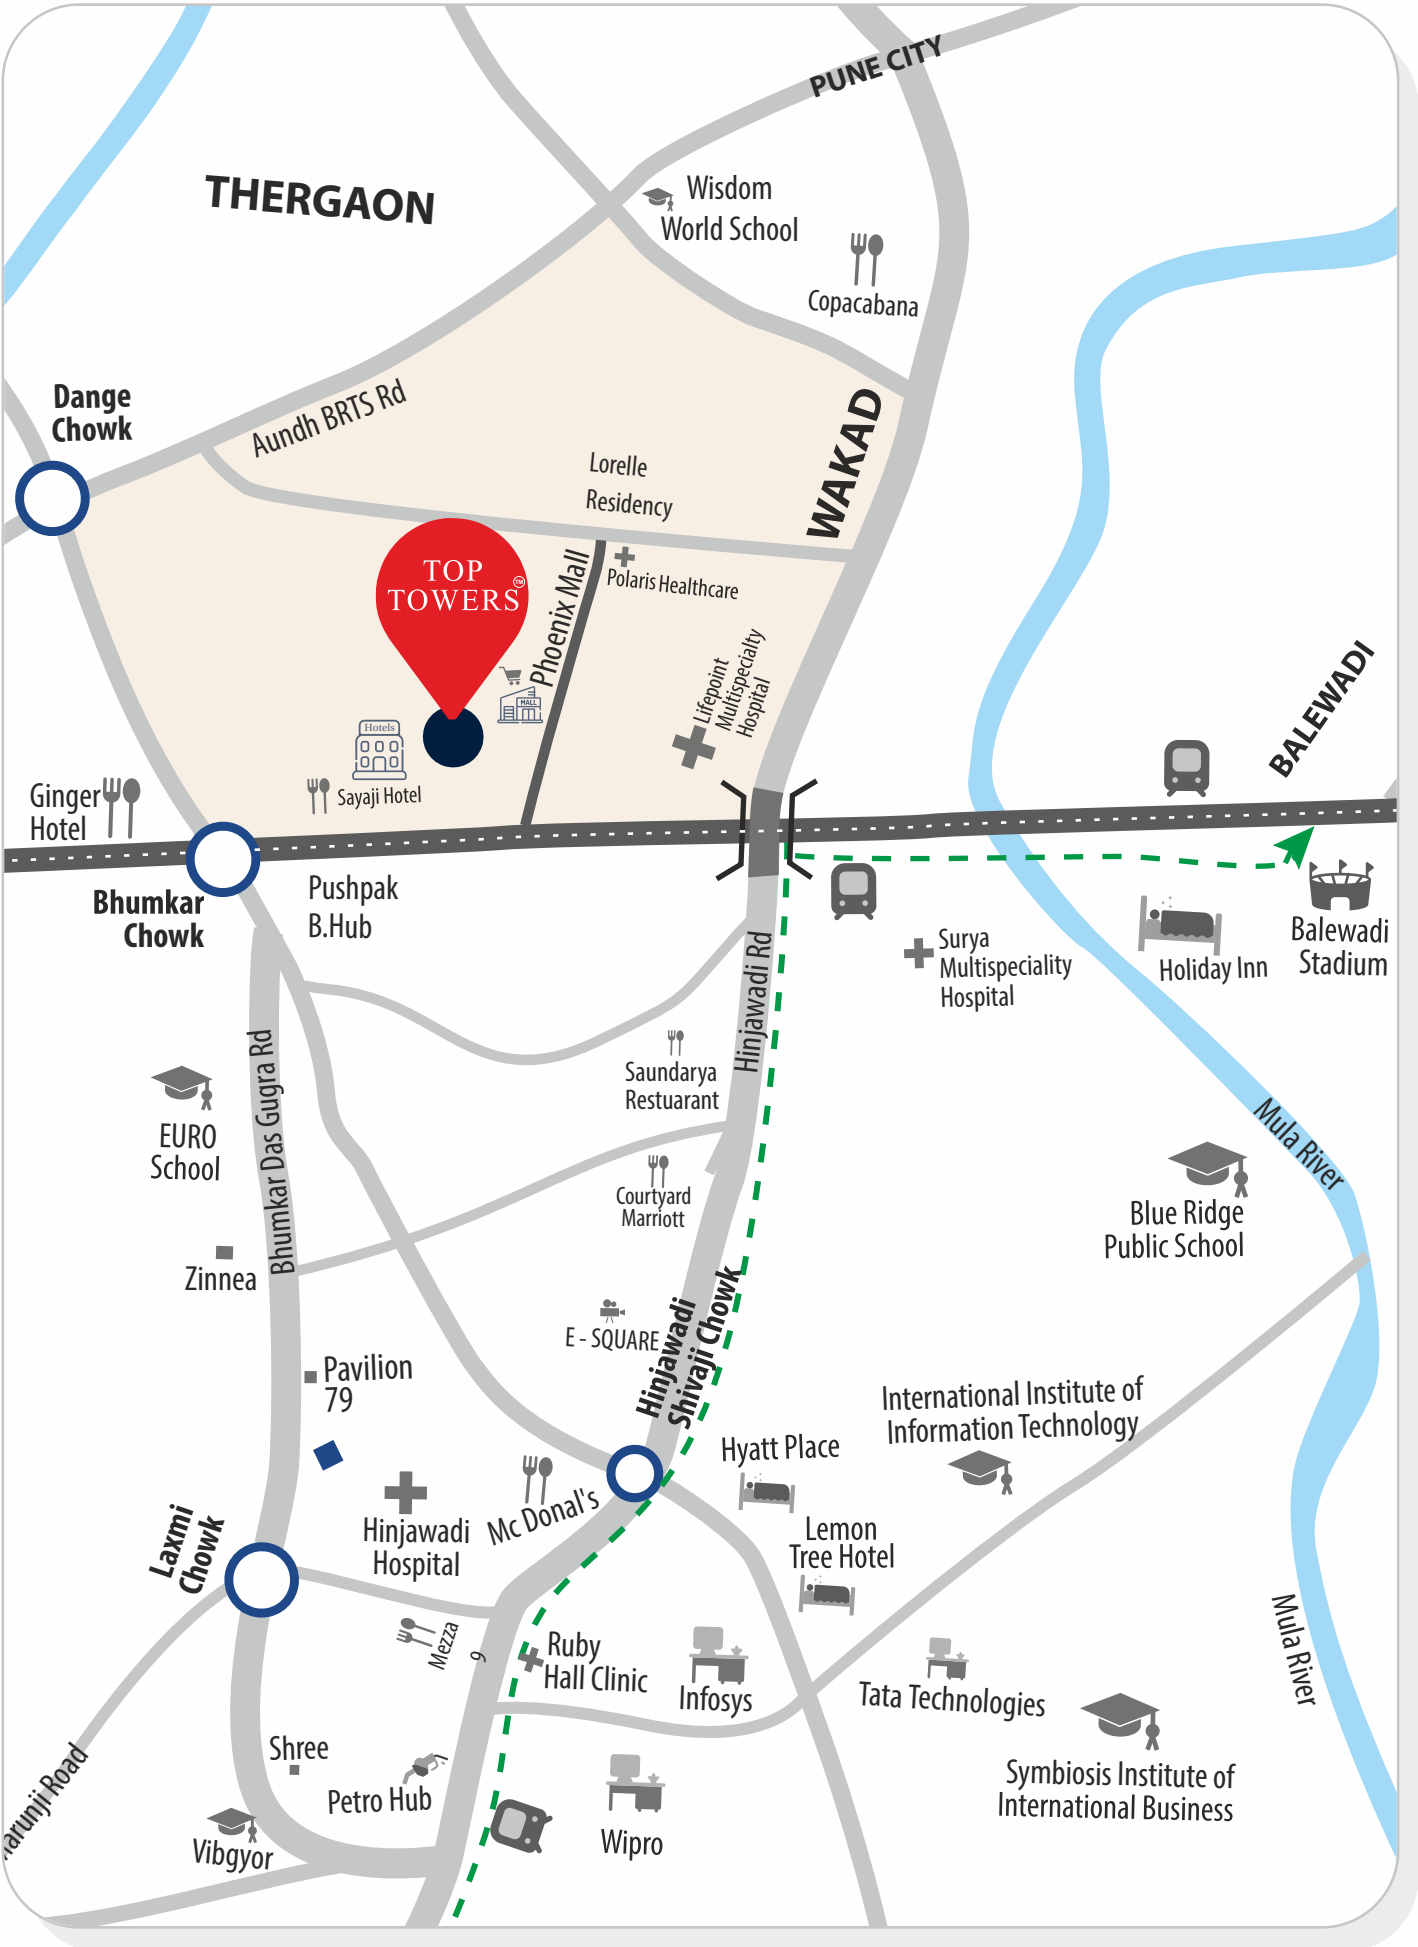 PUNE CITY
THERGAON
Wisdom
World School
Copacabana
Dange
Chowk
Aundh BRTS Rd
WAKAD
Lorelle
Residency
TOP
TOWERS
TM
Phoenix Mall
Polaris Healthcare
MALL
Lifepoint
Multispecialty
Hospital
BALEWADI
Hotels
Sayaji Hotel
Ginger
Hotel
Bhumkar
Chowk
Pushpak
B.Hub
Surya
Multispeciality
Hospital
Holiday Inn
Balewadi
Stadium
Hinjawadi Rd
Bhumkar Das Gugra Rd
Saundarya
Restuarant
EURO
School
Mula River
Courtyard
Marriott
Blue Ridge
Public School
Zinnea
E - SQUARE
Hinjawadi
Shivaji Chowk
Pavilion
79
International Institute of
Information Technology
Hyatt Place
Laxmi
Chowk
Hinjawadi
Hospital
Mc Donal's
Lemon
Tree Hotel
Mula River
Mezza
9
Ruby
Hall Clinic
Infosys
Tata Technologies
Shree
Petro Hub
Symbiosis Institute of
International Business
arunji Road
Vibgyor
Wipro